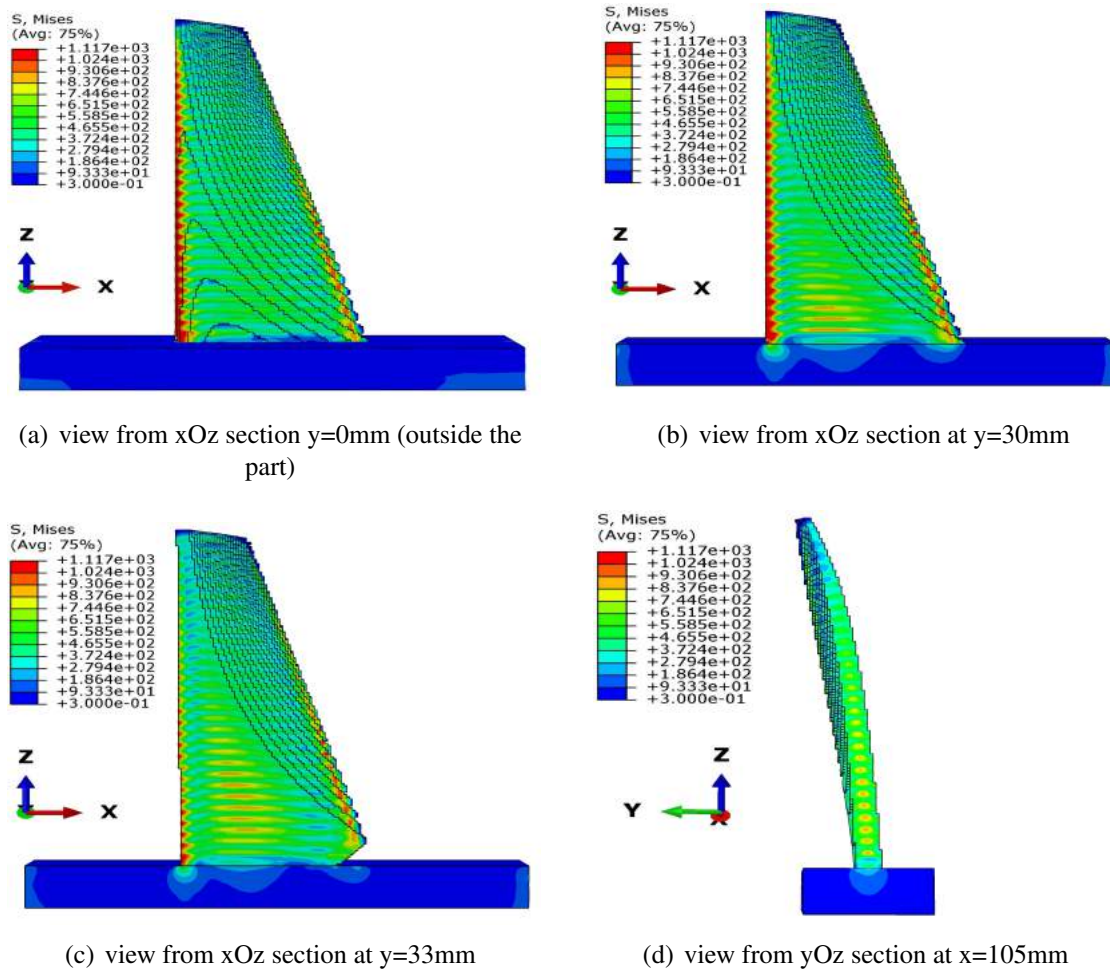 S, Mises
(Avg: 75%)
+1.117e+03
+1.024e+03
+9.306e+02
+8.376e+02
+7.446e+02
+6.515e+02
+5.585e+02
+4.655e+02
+3.724e+02
+2.794e+02
+1.864e+02
+9.333e+01
+3.000e-01
Z
X
(a) view from xOz section y=0mm (outside the
part)
S, Mises
(Avg: 75%)
+1.117e+03
+1.024e+03
+9.306e+02
+8.376e+02
+7.446e+02
+6.515e+02
+5.585e+02
+4.655e+02
+3.724e+02
+2.794e+02
+1.864e+02
+9.333e+01
+3.000e-01
Z
X
(b) view from xOz section at y=30mm
S, Mises
(Avg: 75%)
+1.117e+03
+1.024e+03
+9.306e+02
+8.376e+02
+7.446e+02
+6.515e+02
+5.585e+02
+4.655e+02
+3.724e+02
+2.794e+02
+1.864e+02
+9.333e+01
+3.000e-01
Z
X
(c) view from xOz section at y=33mm
S, Mises
(Avg: 75%)
+1.117e+03
+1.024e+03
+9.306e+02
+8.376e+02
+7.446e+02
+6.515e+02
+5.585e+02
+4.655e+02
+3.724e+02
+2.794e+02
+1.864e+02
+9.333e+01
+3.000e-01
Z
Y
X
(d) view from yOz section at x=105mm